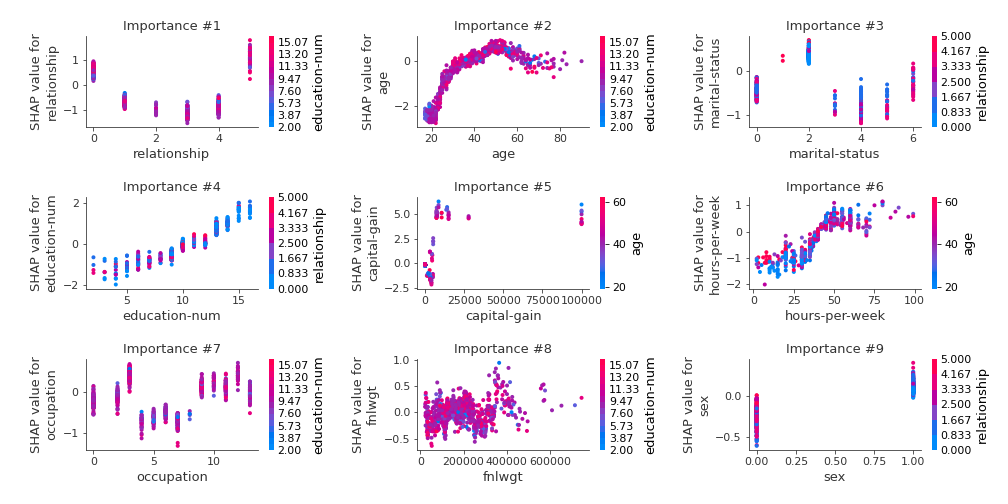 Importance #1
SHAP value for
relationship
1
0
−1
0 2 4
relationship
15.07
13.20
11.33
9.47
7.60
5.73
3.87
2.00
education-num
Importance #2
SHAP value for
age
0
−2
20 40 60 80
age
15.07
13.20
11.33
9.47
7.60
5.73
3.87
2.00
education-num
Importance #3
SHAP value for
marital-status
0
−1
0 2 4 6
marital-status
5.000
4.167
3.333
2.500
1.667
0.833
0.000
relationship
Importance #4
SHAP value for
education-num
2
0
−2
5 10 15
education-num
5.000
4.167
3.333
2.500
1.667
0.833
0.000
relationship
Importance #5
SHAP value for
capital-gain
5.0
2.5
0.0
−2.5
0 25000 50000 75000 100000
capital-gain
60
40
20
age
Importance #6
SHAP value for
hours-per-week
1
0
−1
−2
0 25 50 75 100
hours-per-week
60
40
20
age
Importance #7
SHAP value for
occupation
0
−1
0 5 10
occupation
15.07
13.20
11.33
9.47
7.60
5.73
3.87
2.00
education-num
Importance #8
SHAP value for
fnlwgt
1.0
0.5
0.0
−0.5
0 200000 400000 600000
fnlwgt
15.07
13.20
11.33
9.47
7.60
5.73
3.87
2.00
education-num
Importance #9
SHAP value for
sex
0.0
−0.5
0.00 0.25 0.50 0.75 1.00
sex
5.000
4.167
3.333
2.500
1.667
0.833
0.000
relationship